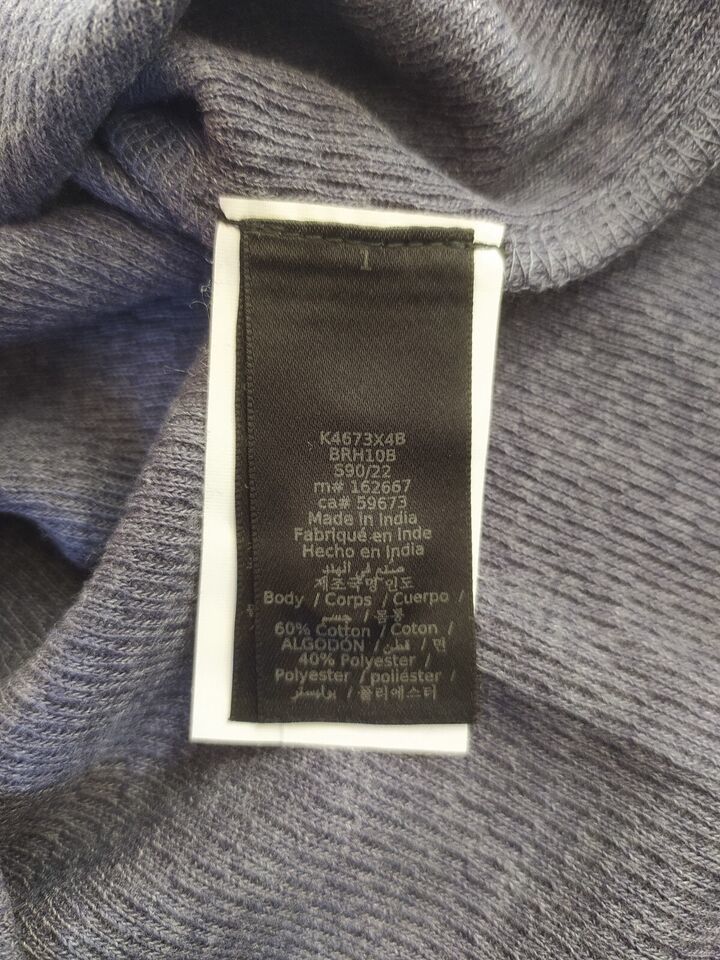 1
K4673X4B
BRH10B
S90/22
rn# 162667
ca# 59673
Made in India
Fabriqué en Inde
Hecho en India
صنع في الهند
제조국명 인도
Body / Corps / Cuerpo /
جسم / 몸통
60% Cotton / Coton /
ALGODÓN / قطن / 면
40% Polyester /
Polyester / poliéster /
بوليستر / 폴리에스터